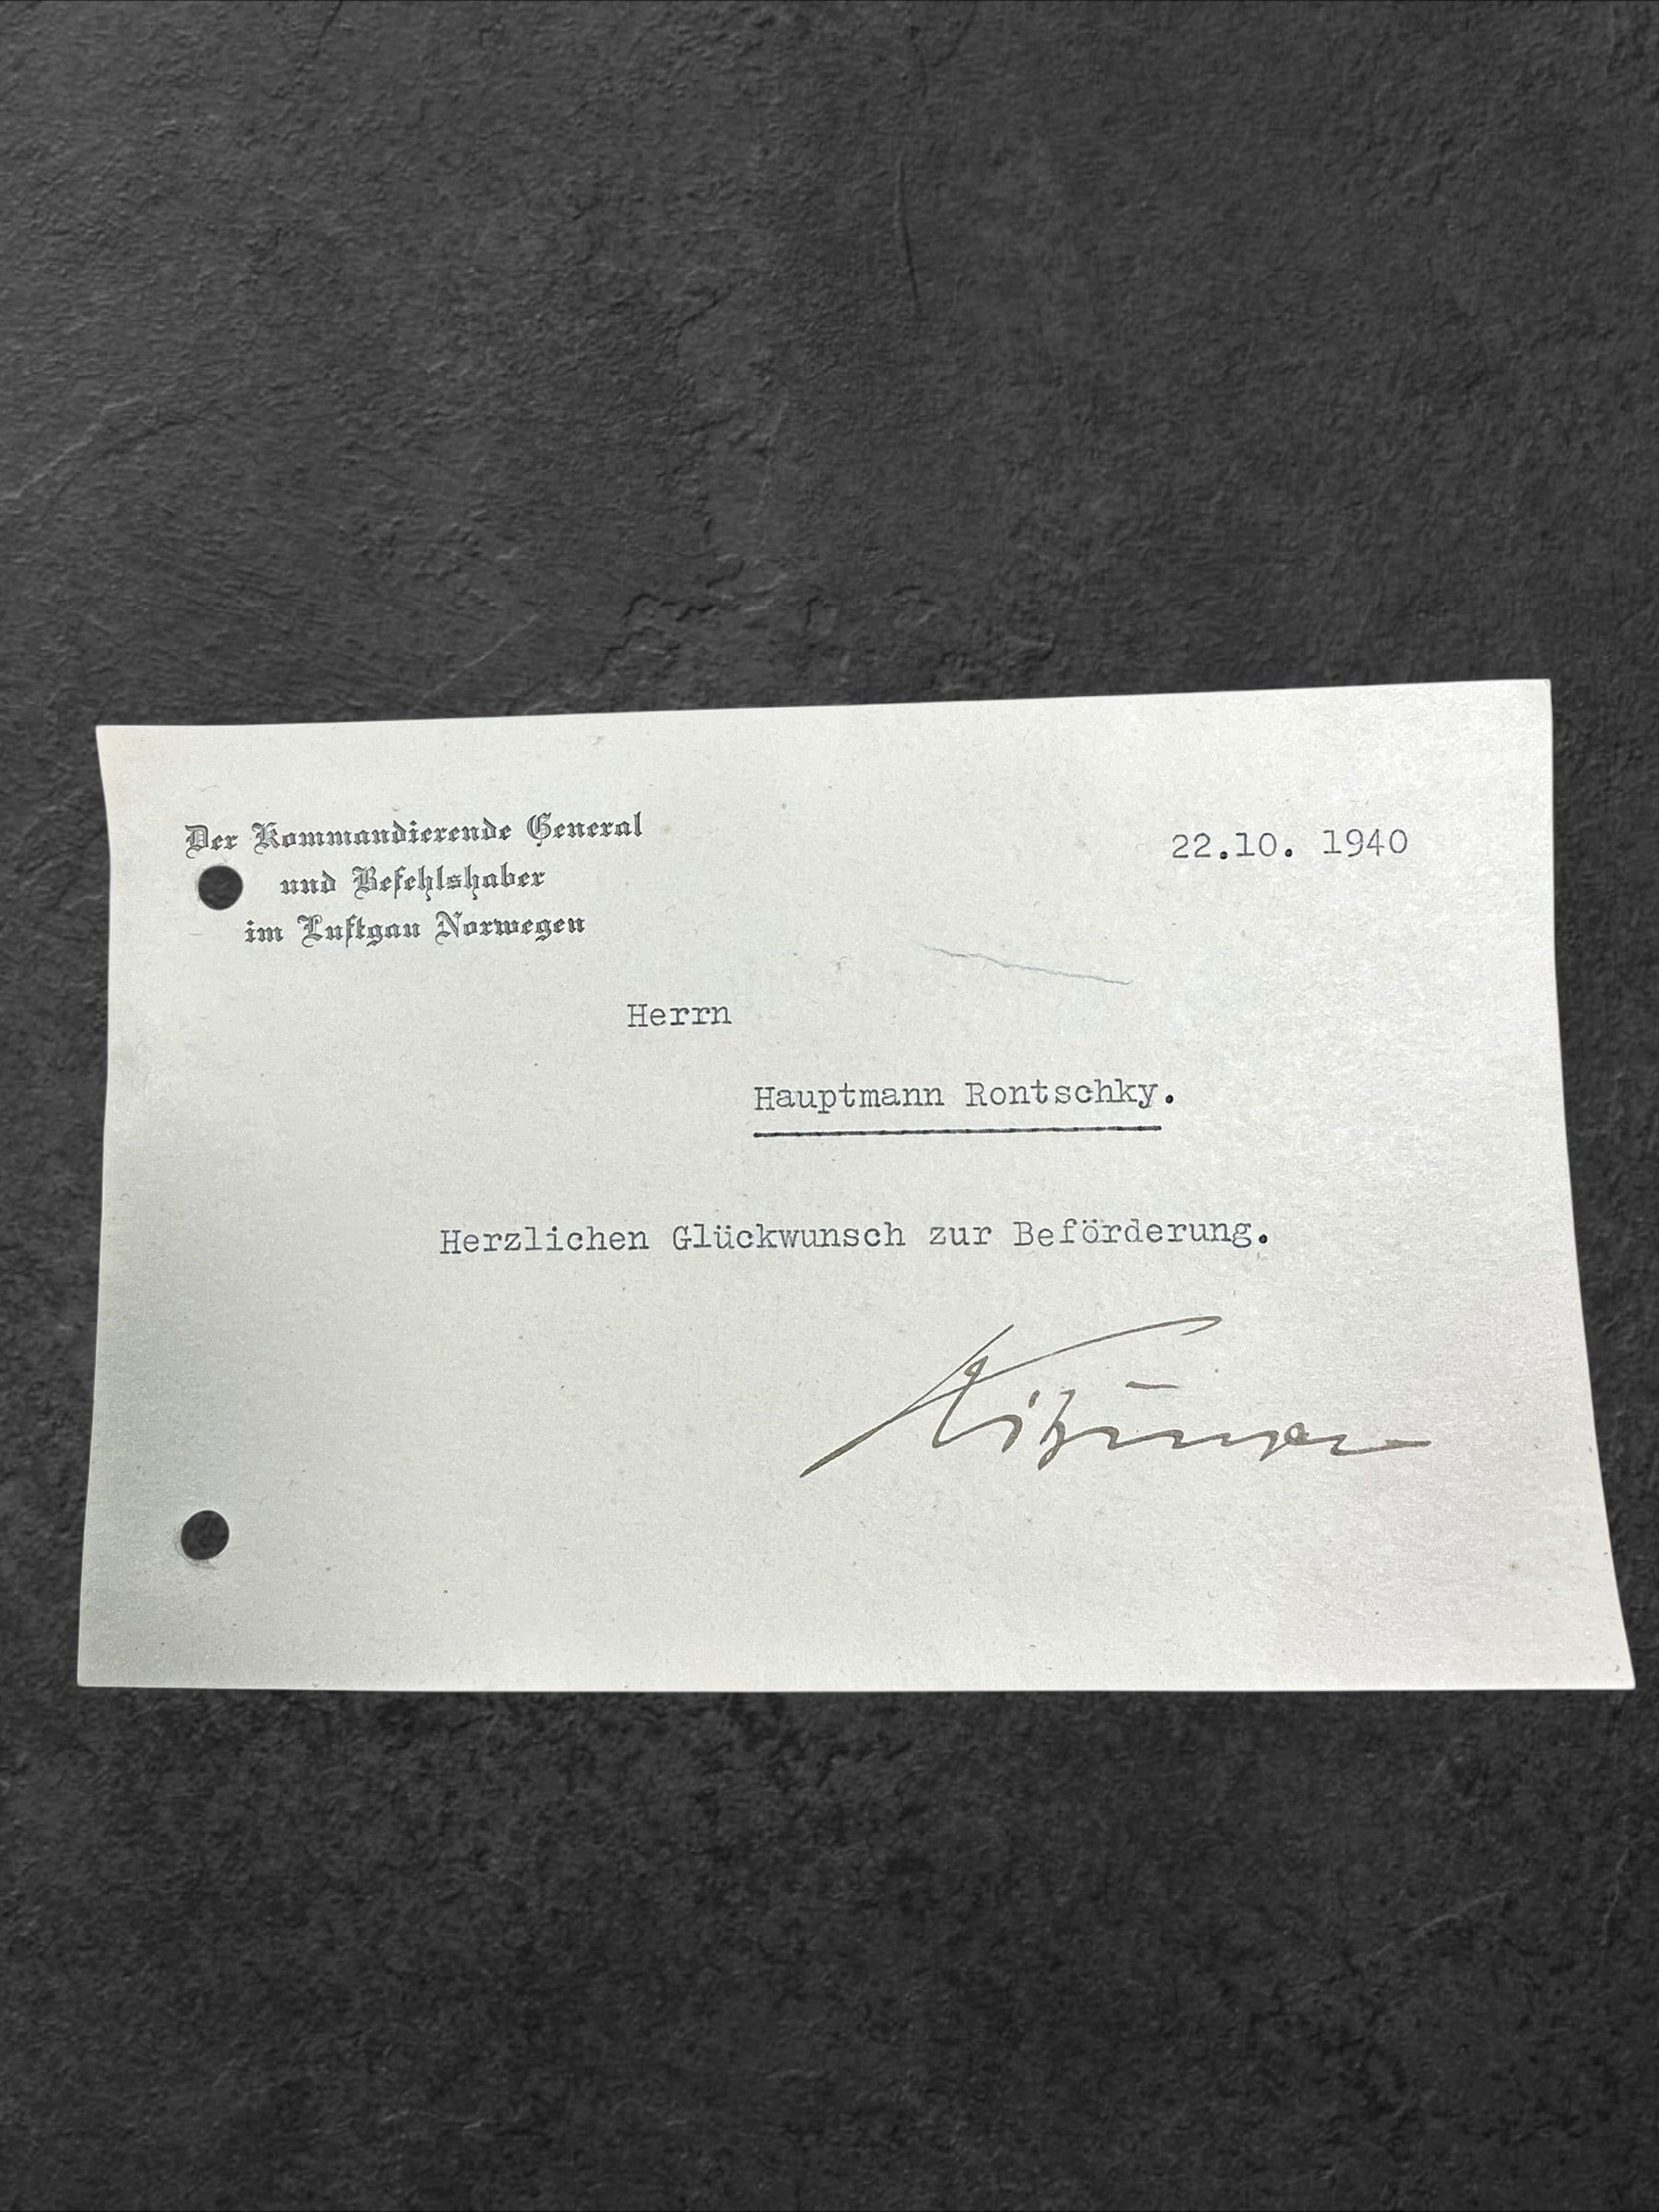 Der Kommandierende General
und Befehlshaber
im Luftgau Norwegen
22.10. 1940
Herrn
Hauptmann Rontschky.
Herzlichen Glückwunsch zur Beförderung.